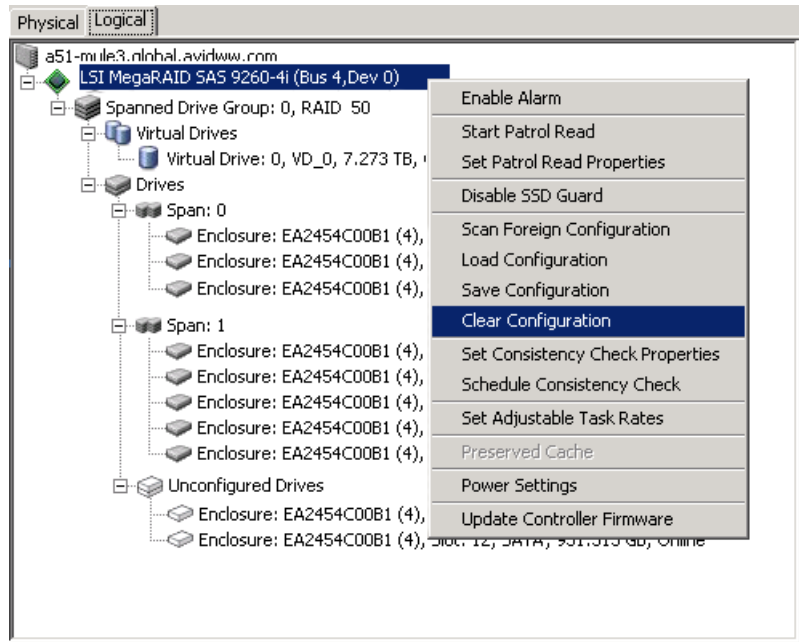 Physical Logical
a51-mule3.global.avidww.com
LSI MegaRAID SAS 9260-4i (Bus 4,Dev 0)
Spanned Drive Group: 0, RAID 50
Virtual Drives
Virtual Drive: 0, VD_0, 7.273 TB,
Drives
Span: 0
Enclosure: EA2454C00B1 (4),
Enclosure: EA2454C00B1 (4),
Enclosure: EA2454C00B1 (4),
Span: 1
Enclosure: EA2454C00B1 (4),
Enclosure: EA2454C00B1 (4),
Enclosure: EA2454C00B1 (4),
Enclosure: EA2454C00B1 (4),
Enclosure: EA2454C00B1 (4),
Unconfigured Drives
Enclosure: EA2454C00B1 (4),
Enclosure: EA2454C00B1 (4), Slot: 12, SATA, 931.513 GB, Online
Enable Alarm
Start Patrol Read
Set Patrol Read Properties
Disable SSD Guard
Scan Foreign Configuration
Load Configuration
Save Configuration
Clear Configuration
Set Consistency Check Properties
Schedule Consistency Check
Set Adjustable Task Rates
Preserved Cache
Power Settings
Update Controller Firmware